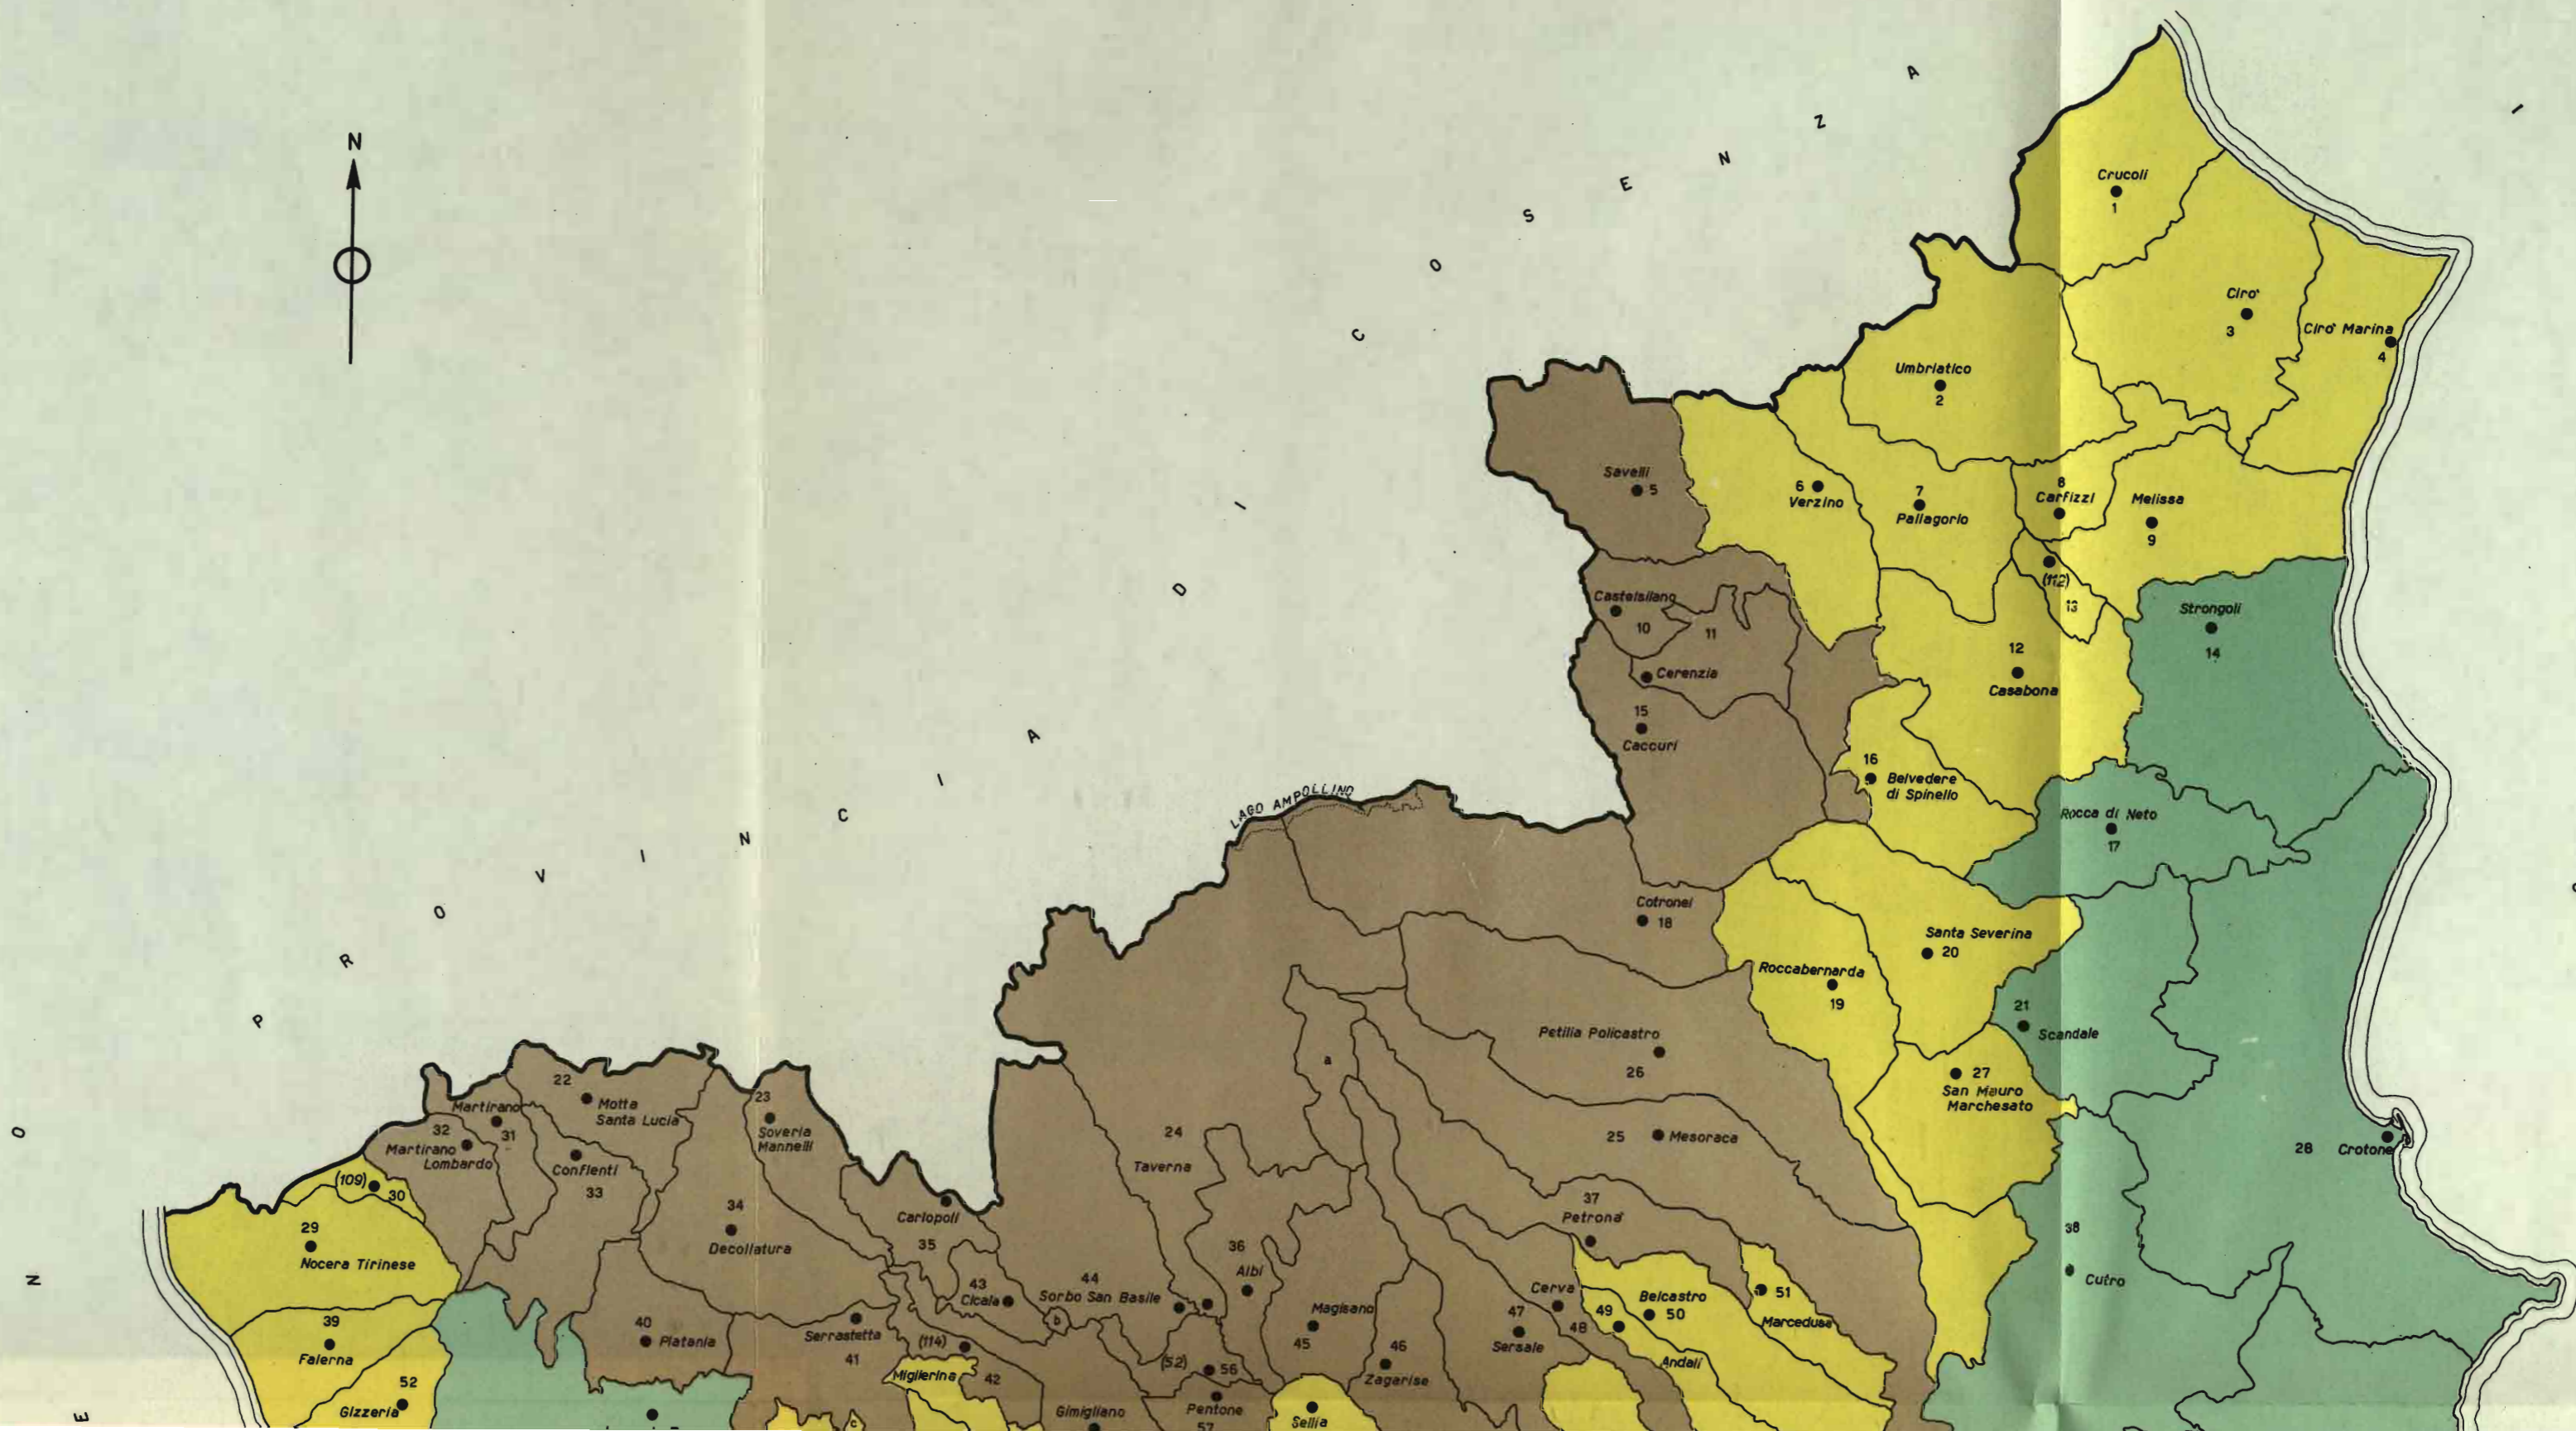 N
PROVINCIA DI COSENZA
I
O
N
E
LAGO AMPOLLINO
Crucoli
1
Ciro'
3
Ciro' Marina
4
Umbriatico
2
Savelli
5
6
Verzino
7
Pallagorio
8
Carfizzi
Melissa
9
(112)
13
Castelsilano
10
11
Cerenzia
12
Casabona
Strongoli
14
15
Caccuri
16
Belvedere
di Spinello
Rocca di Neto
17
Cotronei
18
Santa Severina
20
Roccabernarda
19
21
Scandale
Petilia Policastro
26
27
San Mauro
Marchesato
25
Mesoraca
28
Crotone
a
22
Motta
Santa Lucia
23
Soveria
Mannelli
Martirano
31
32
Martirano
Lombardo
Conflenti
33
24
Taverna
(109)
30
29
Nocera Tirinese
34
Decollatura
Carlopoli
35
36
Albi
37
Petrona'
38
Cutro
43
Cicala
44
Sorbo San Basile
b
Magisano
45
46
Zagarise
47
Sersale
Cerva
48
49
Andali
Belcastro
50
51
Marcedusa
39
Falerna
40
Platania
Serrastetta
41
(114)
42
Miglierina
(52)
56
52
Gizzeria
c
Gimigliano
Pentone
57
Sellia